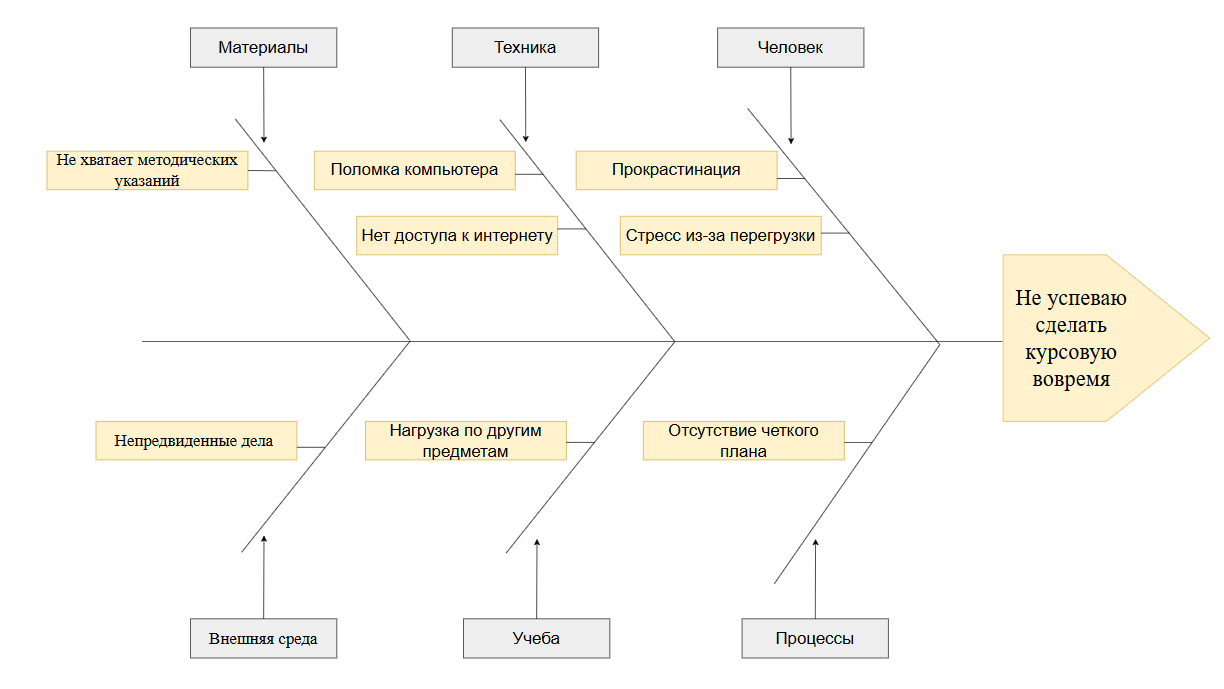 Материалы
Техника
Человек
Не хватает методических
указаний
Поломка компьютера
Прокрастинация
Нет доступа к интернету
Стресс из-за перегрузки
Не успеваю
сделать
курсовую
вовремя
Непредвиденные дела
Нагрузка по другим
предметам
Отсутствие четкого
плана
Внешняя среда
Учеба
Процессы